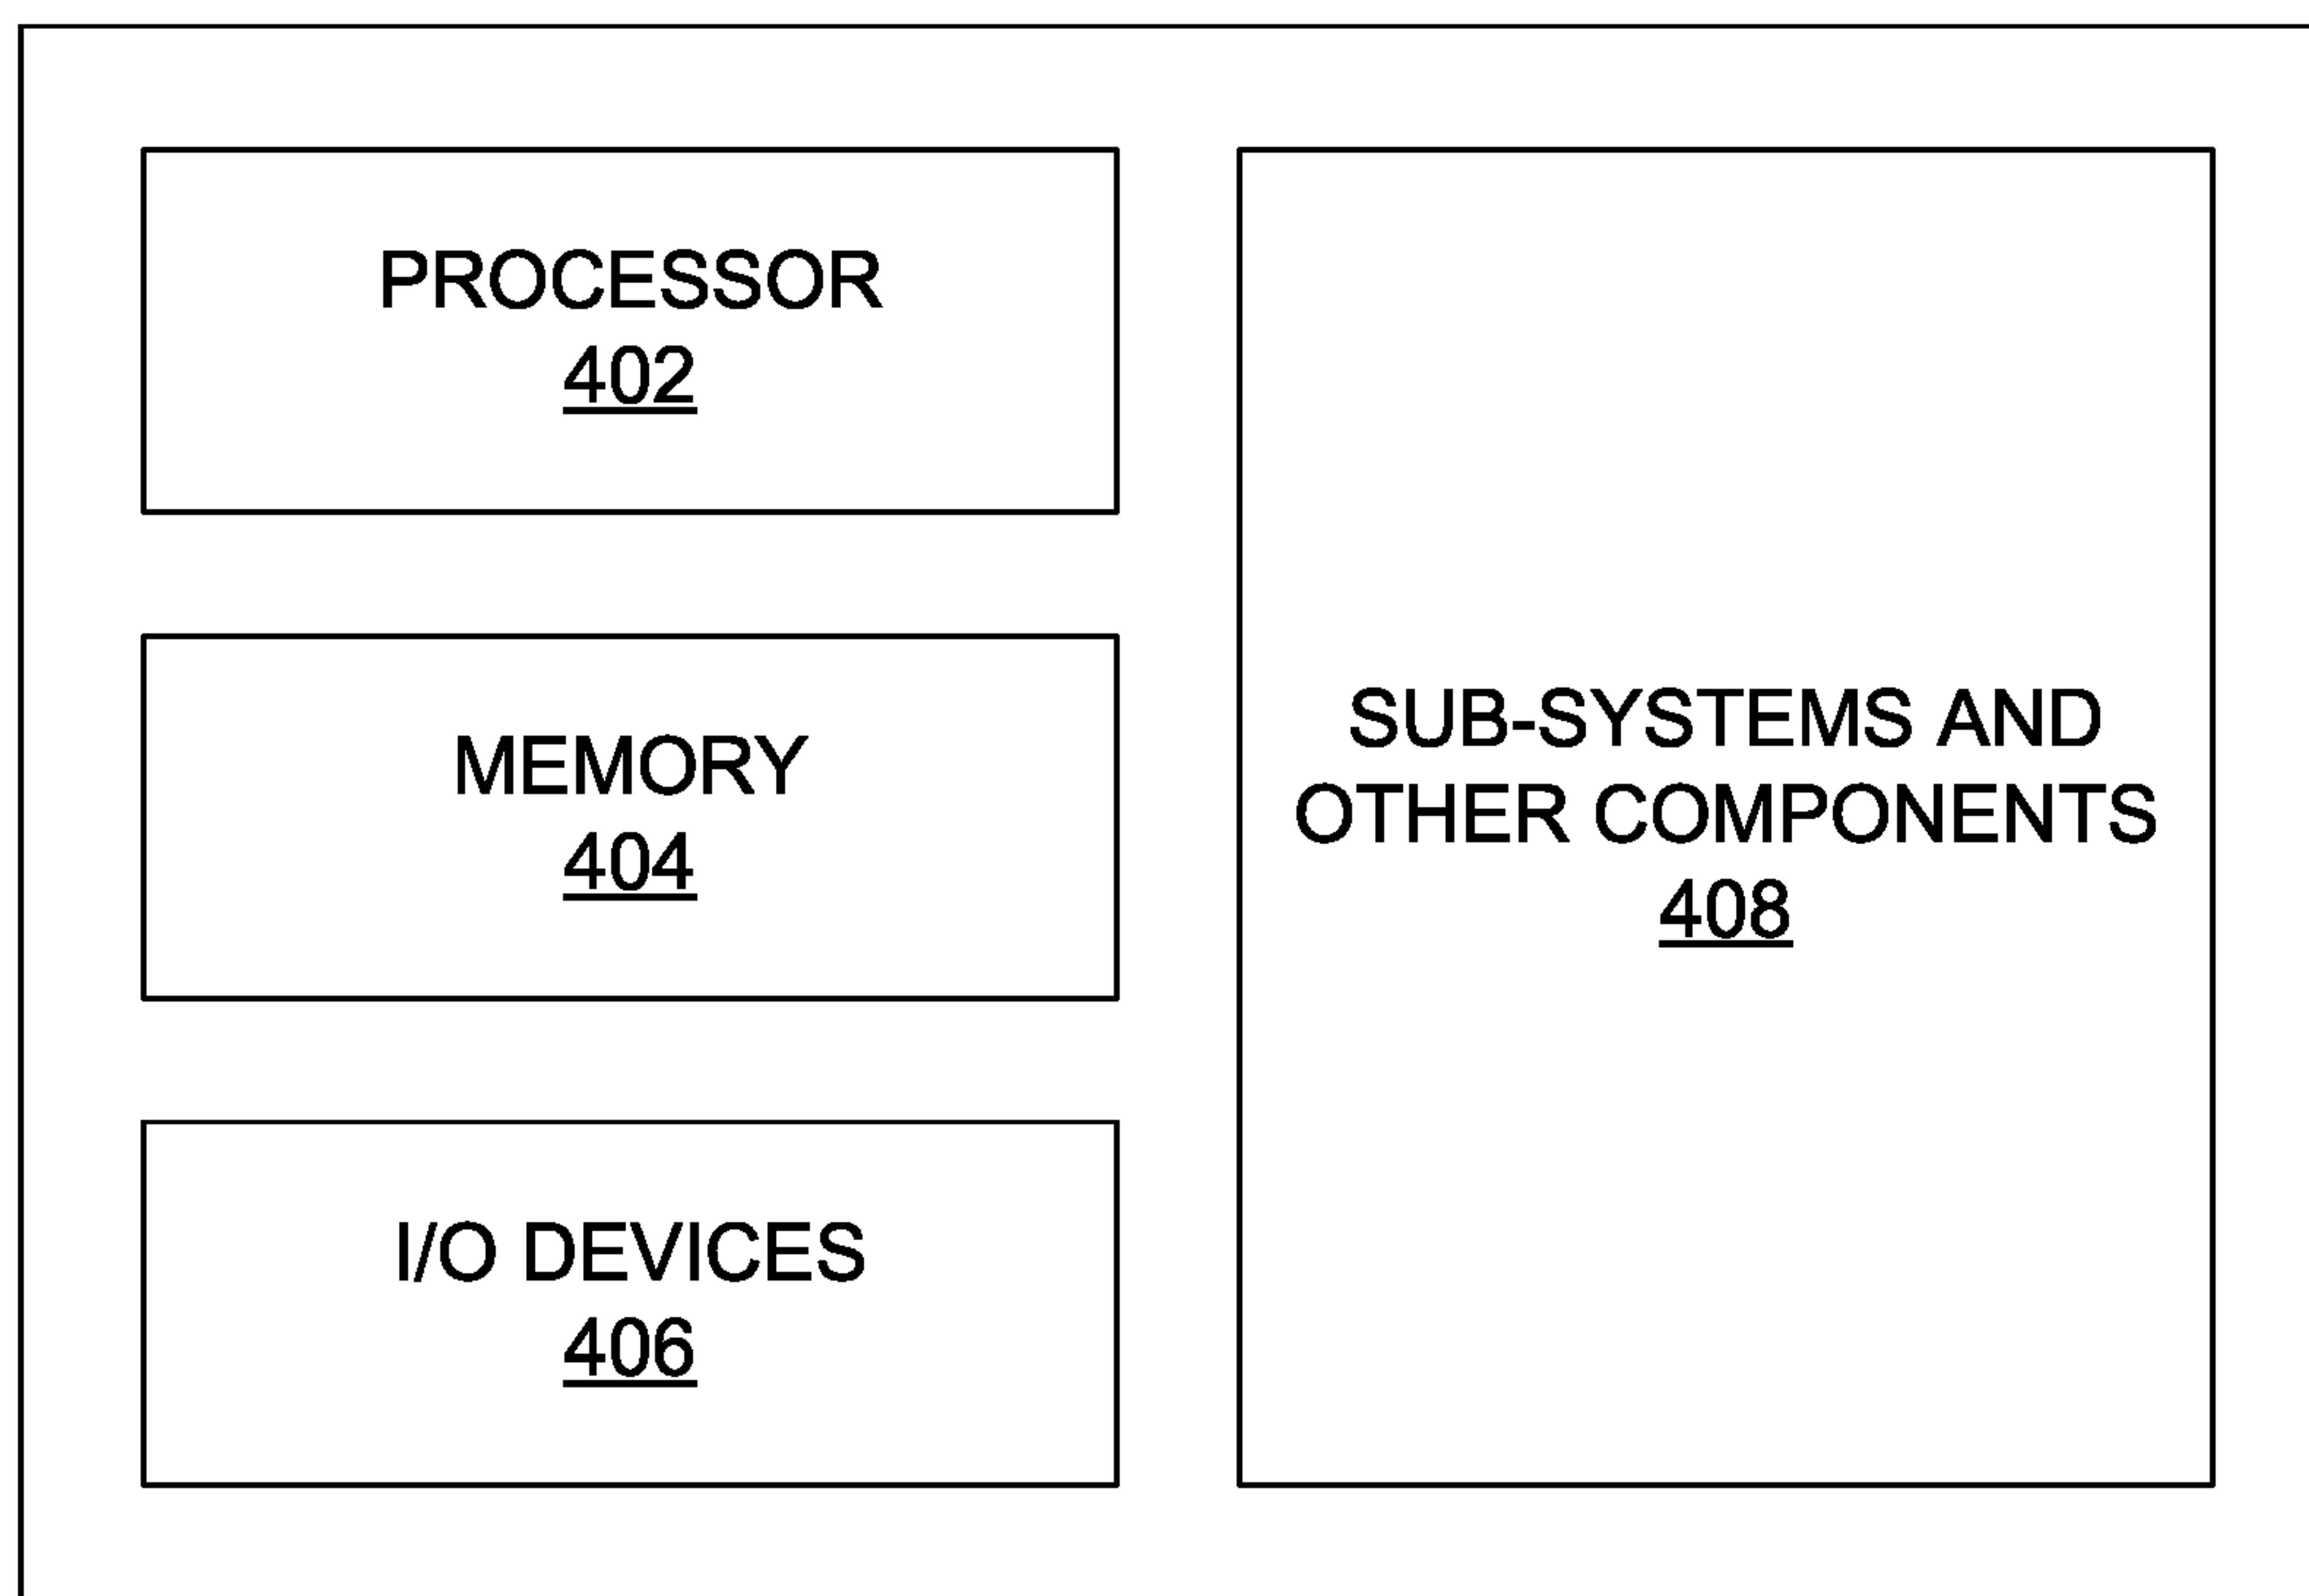 PROCESSOR
402
MEMORY
404
I/O DEVICES
406
SUB-SYSTEMS AND
OTHER COMPONENTS
408